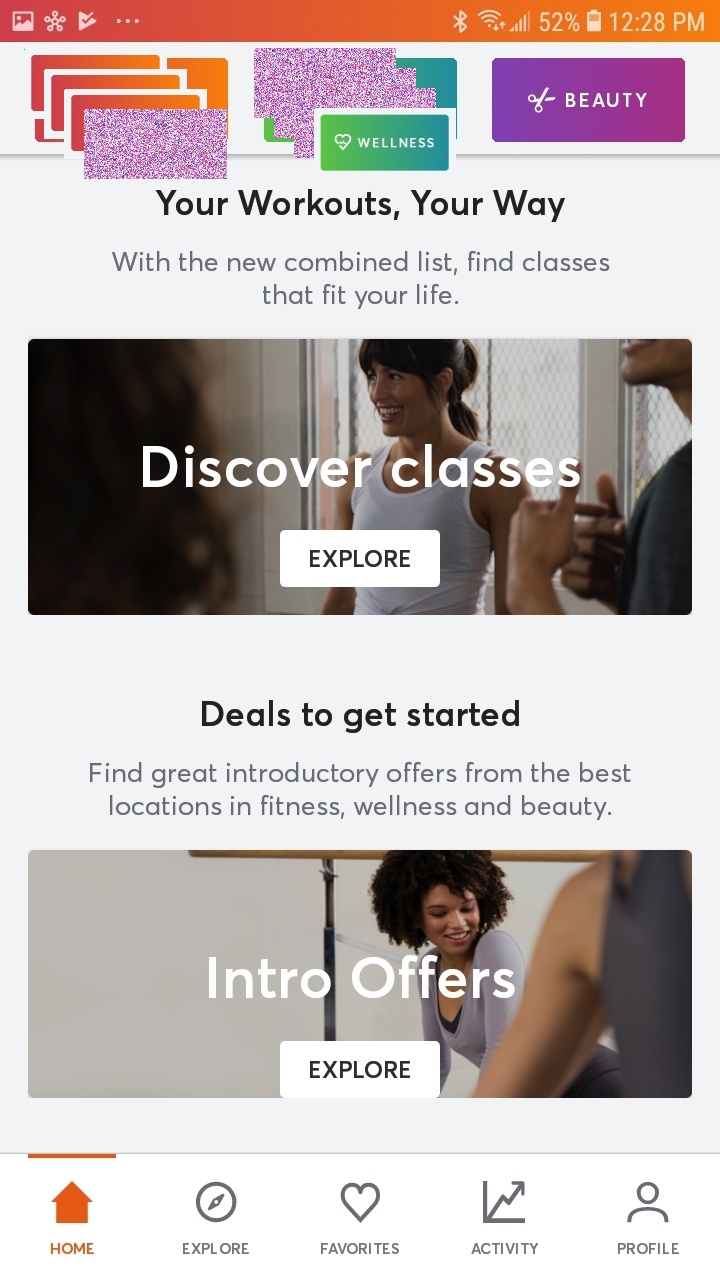 52% 12:28 PM
WELLNESS
BEAUTY
Your Workouts, Your Way
With the new combined list, find classes
that fit your life.
Discover classes
EXPLORE
Deals to get started
Find great introductory offers from the best
locations in fitness, wellness and beauty.
Intro Offers
EXPLORE
HOME
EXPLORE
FAVORITES
ACTIVITY
PROFILE